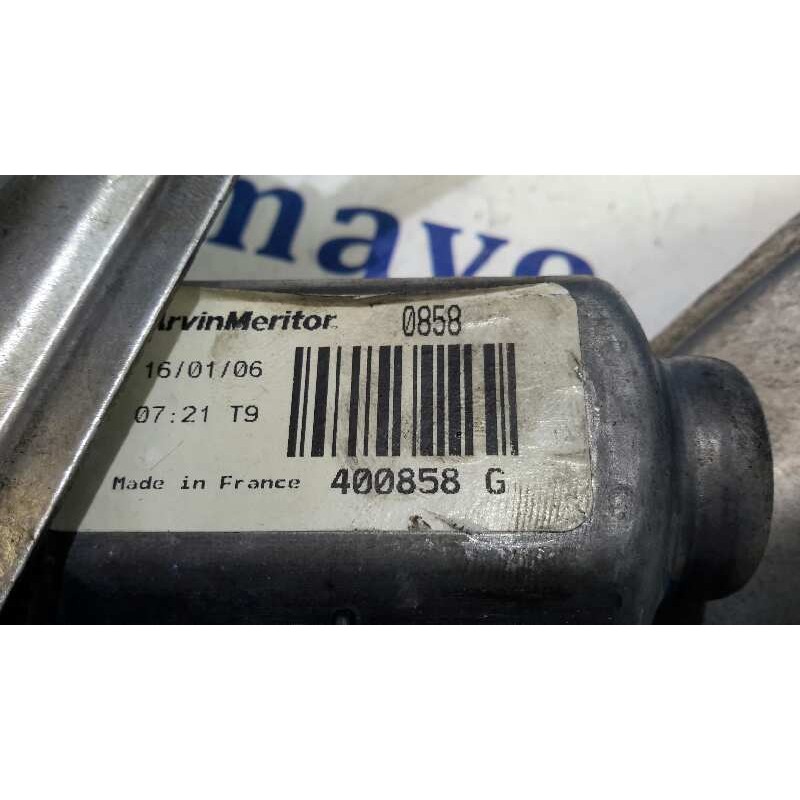 mayo
ArvinMeritor. 0858
16/01/06
07:21 T9
Made in France 400858 G